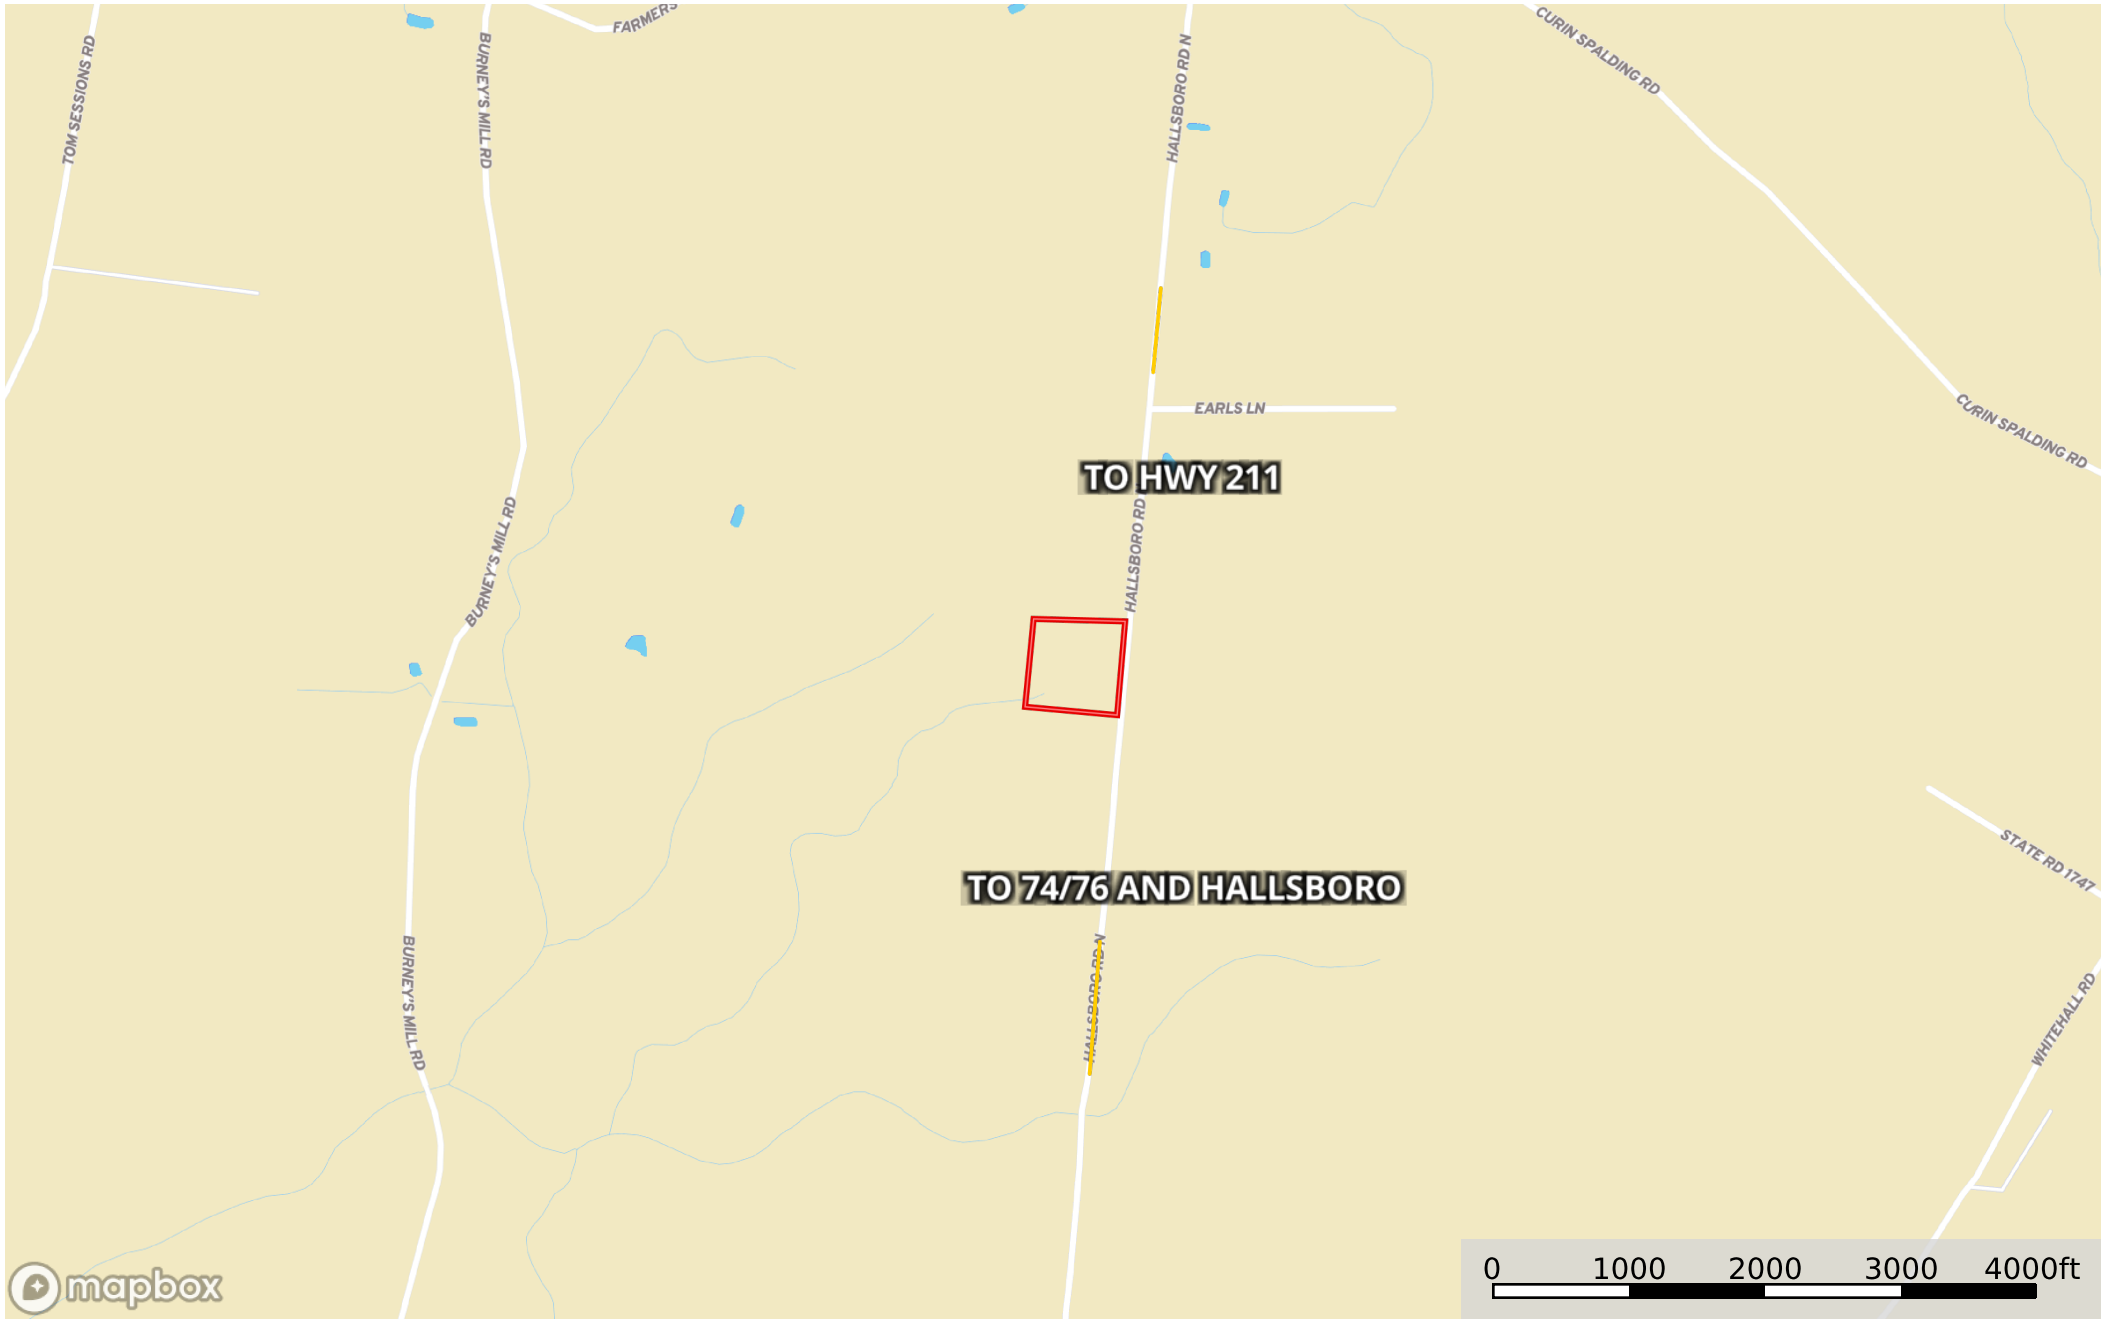 FARMERS
CURIN SPALDING RD
TOM SESSIONS RD
BURNEY'S MILL RD
HALLSBORO RD N
EARLS LN
CURIN SPALDING RD
TO HWY 211
HALLSBORO RD
BURNEY'S MILL RD
STATE RD 1747
TO 74/76 AND HALLSBORO
HALLSBORO RD N
BURNEY'S MILL RD
WHITEHALL RD
0 1000 2000 3000 4000ft
mapbox